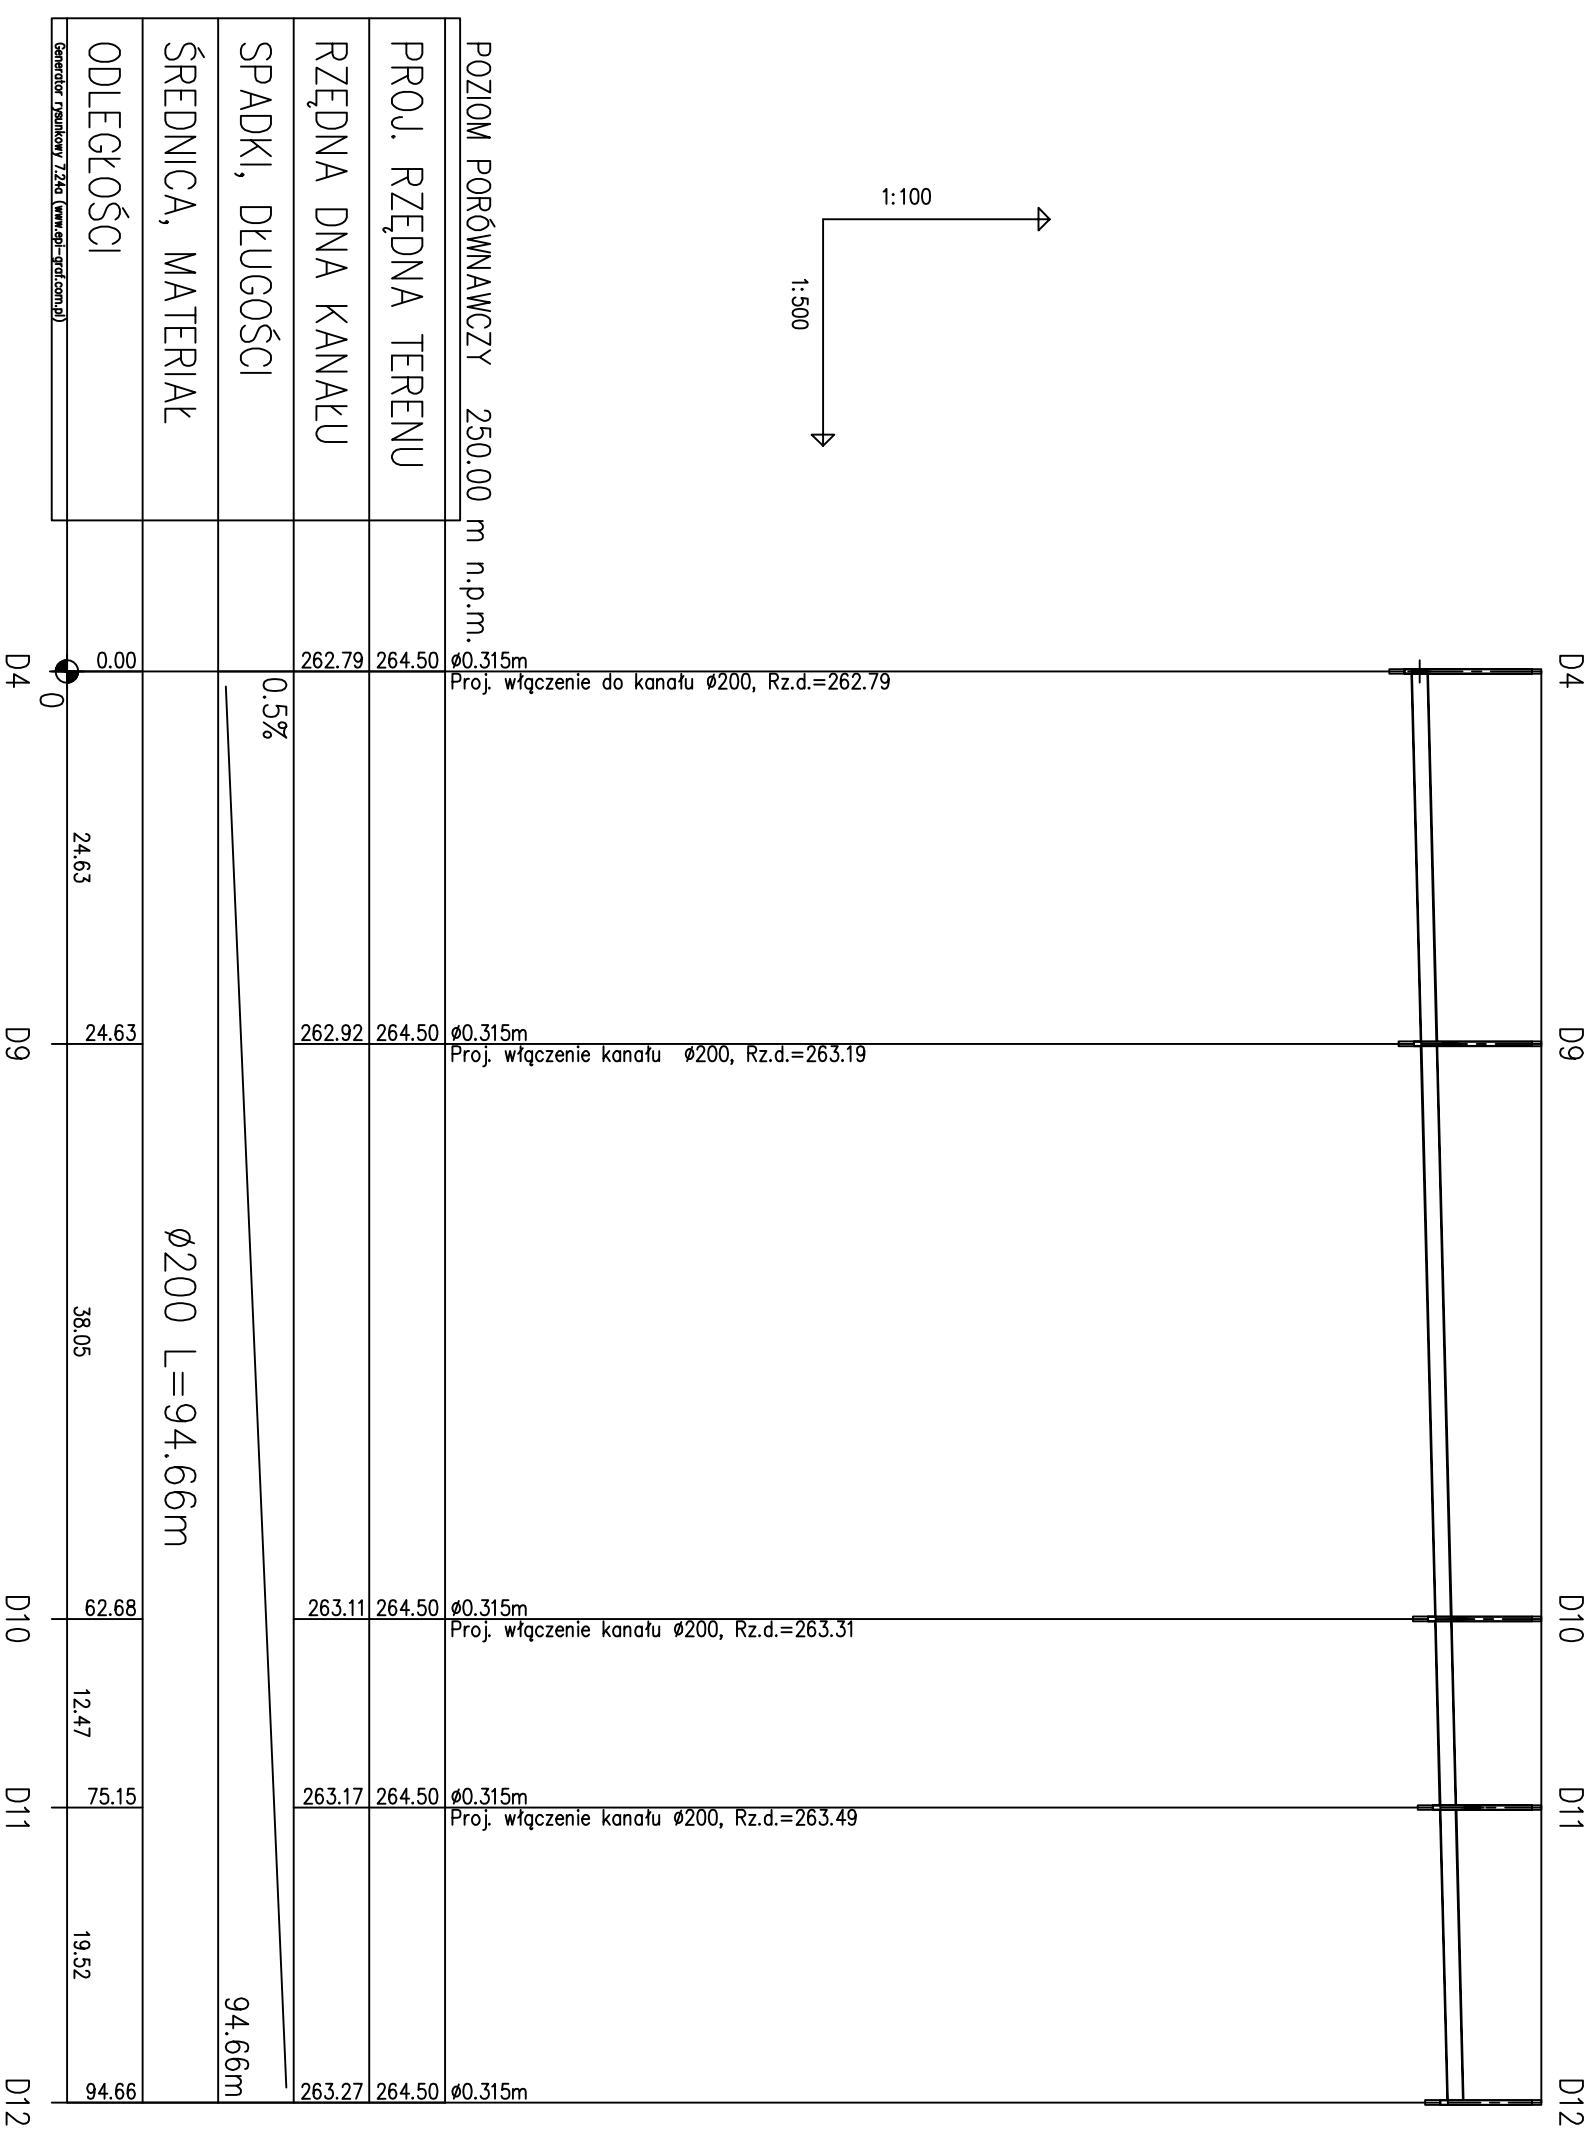 D4
D9
D10
D11
D12
1:100
1:500
POZIOM PORÓWNAWCZY 250.00 m n.p.m.
ø0.315m
Proj. włączenie do kanału ø200, Rz.d.=262.79
ø0.315m
Proj. włączenie kanału ø200, Rz.d.=263.19
ø0.315m
Proj. włączenie kanału ø200, Rz.d.=263.31
ø0.315m
Proj. włączenie kanału ø200, Rz.d.=263.49
ø0.315m
PROJ. RZĘDNA TERENU
264.50
264.50
264.50
264.50
264.50
RZĘDNA DNA KANAŁU
262.79
262.92
263.11
263.17
263.27
SPADKI, DŁUGOŚCI
0.5%
94.66m
ŚREDNICA, MATERIAŁ
ø200 L=94.66m
ODLEGŁOŚCI
0.00
24.63
62.68
75.15
94.66
24.63
38.05
12.47
19.52
Generator rysunkowy 7.24a (www.epi-graf.com.pl)
0
D4
D9
D10
D11
D12